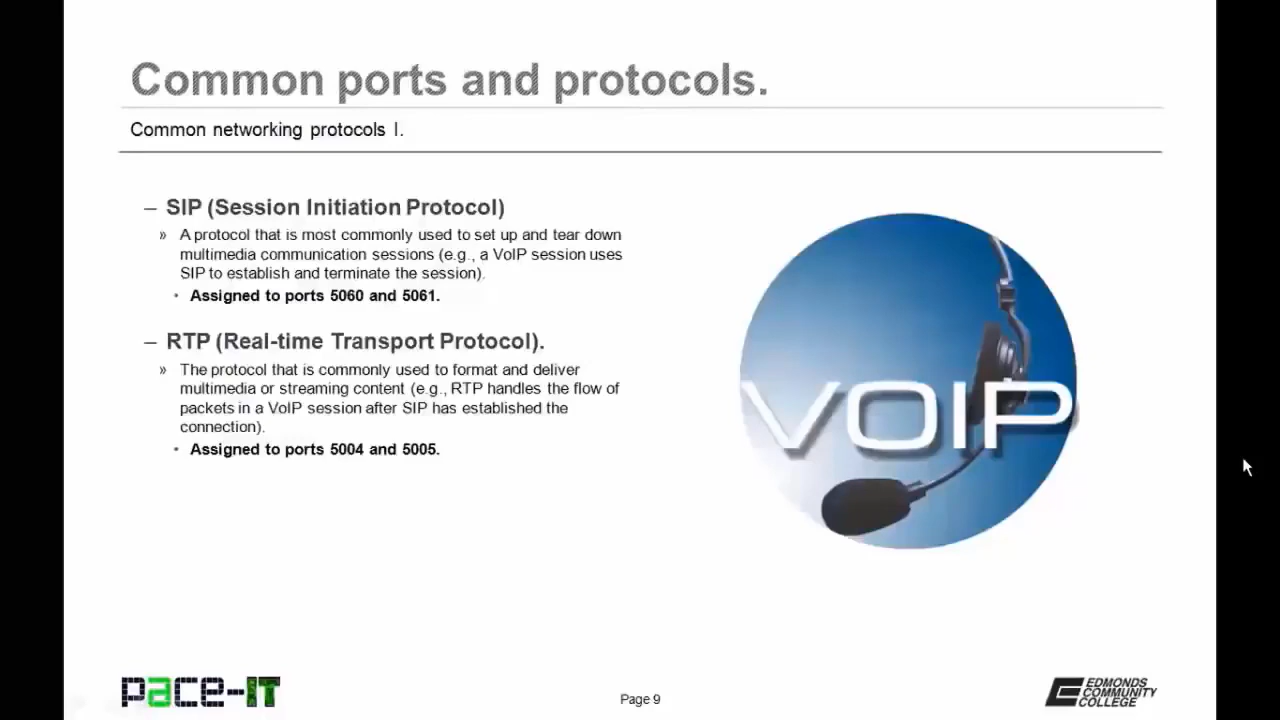 Common ports and protocols.
Common networking protocols I.
– SIP (Session Initiation Protocol)
» A protocol that is most commonly used to set up and tear down
multimedia communication sessions (e.g., a VoIP session uses
SIP to establish and terminate the session).
• Assigned to ports 5060 and 5061.
– RTP (Real-time Transport Protocol).
» The protocol that is commonly used to format and deliver
multimedia or streaming content (e.g., RTP handles the flow of
packets in a VoIP session after SIP has established the
connection).
• Assigned to ports 5004 and 5005.
VOIP
pace-IT
Page 9
EDMONDS
COMMUNITY
COLLEGE